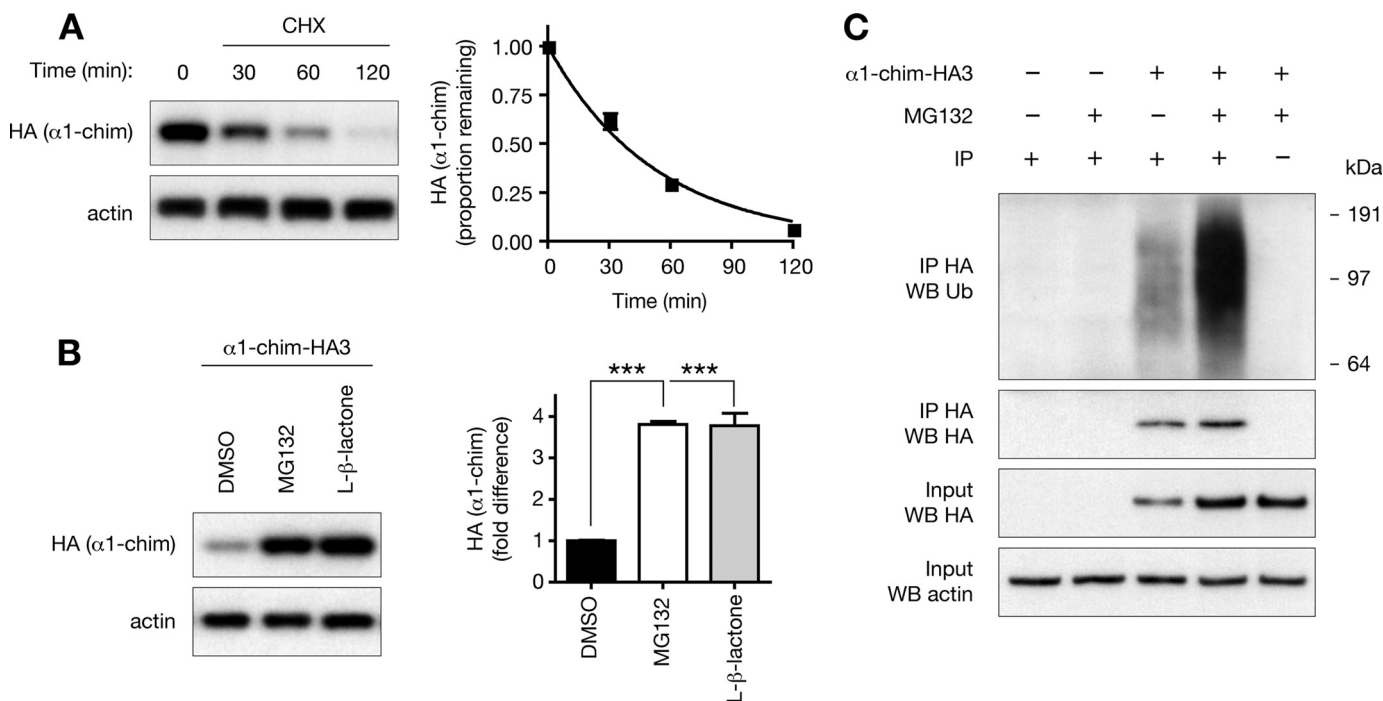 A
CHX
Time (min): 0 30 60 120
HA (α1-chim)
actin
HA (α1-chim)
(proportion remaining)
1.00
0.75
0.50
0.25
0.00
0 30 60 90 120
Time (min)
B
α1-chim-HA3
DMSO
MG132
L-β-lactone
HA (α1-chim)
actin
HA (α1-chim)
(fold difference)
*** ***
4
3
2
1
0
DMSO
MG132
L-β-lactone
C
α1-chim-HA3 – – + + +
MG132 – + – + +
IP + + + + –
kDa
IP HA
WB Ub
- 191
- 97
- 64
IP HA
WB HA
Input
WB HA
Input
WB actin